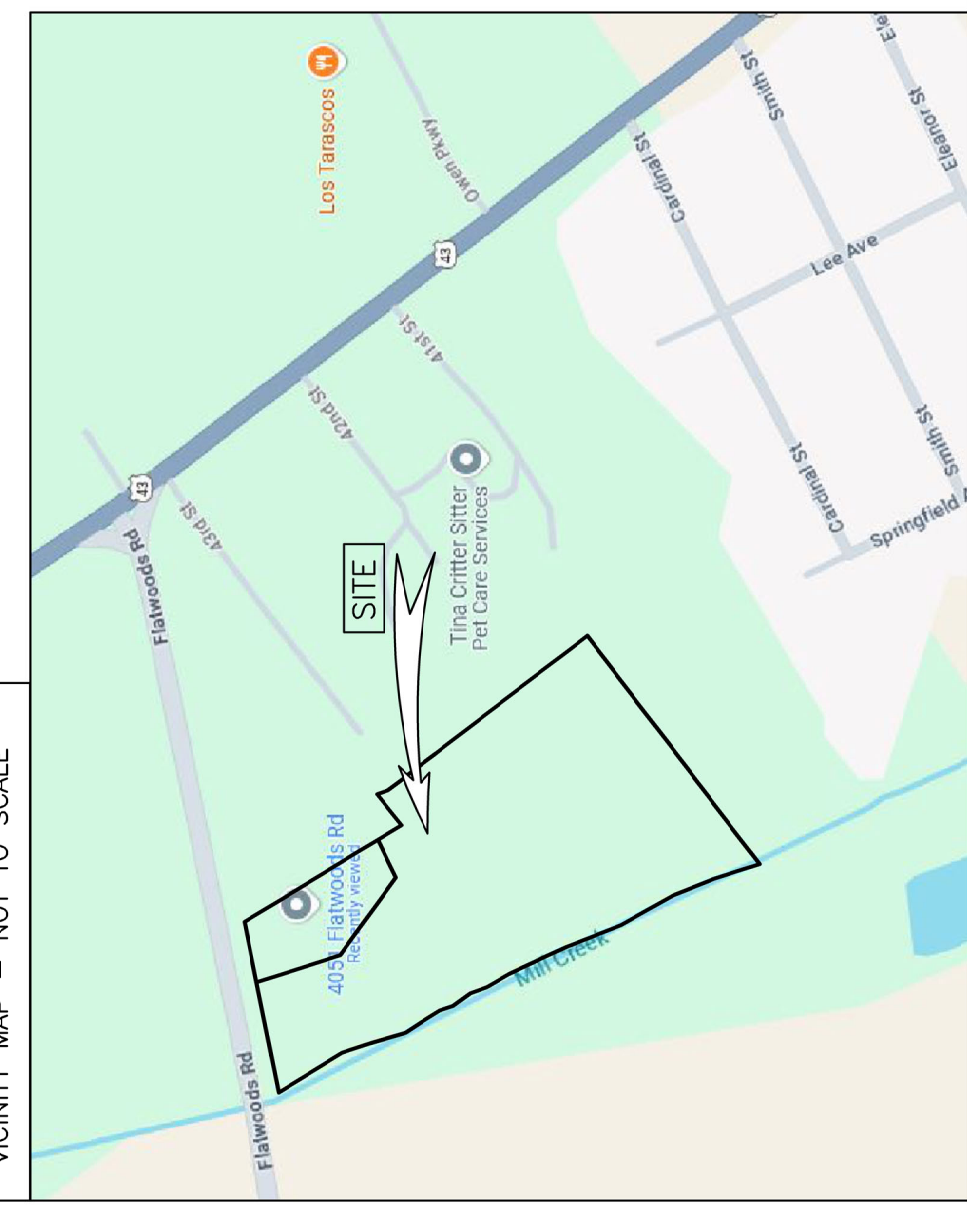 VICINITY MAP – NOT TO SCALE
Los Tarascos
Owen Pkwy
43
43
Flatwoods Rd
43rd St
42nd St
41st St
SITE
Tina Critter Sitter
Pet Care Services
4051 Flatwoods Rd
Recently viewed
Flatwoods Rd
Mill Creek
Cardinal St
Smith St
Eleanor St
Lee Ave
Cardinal St
Smith St
Springfield